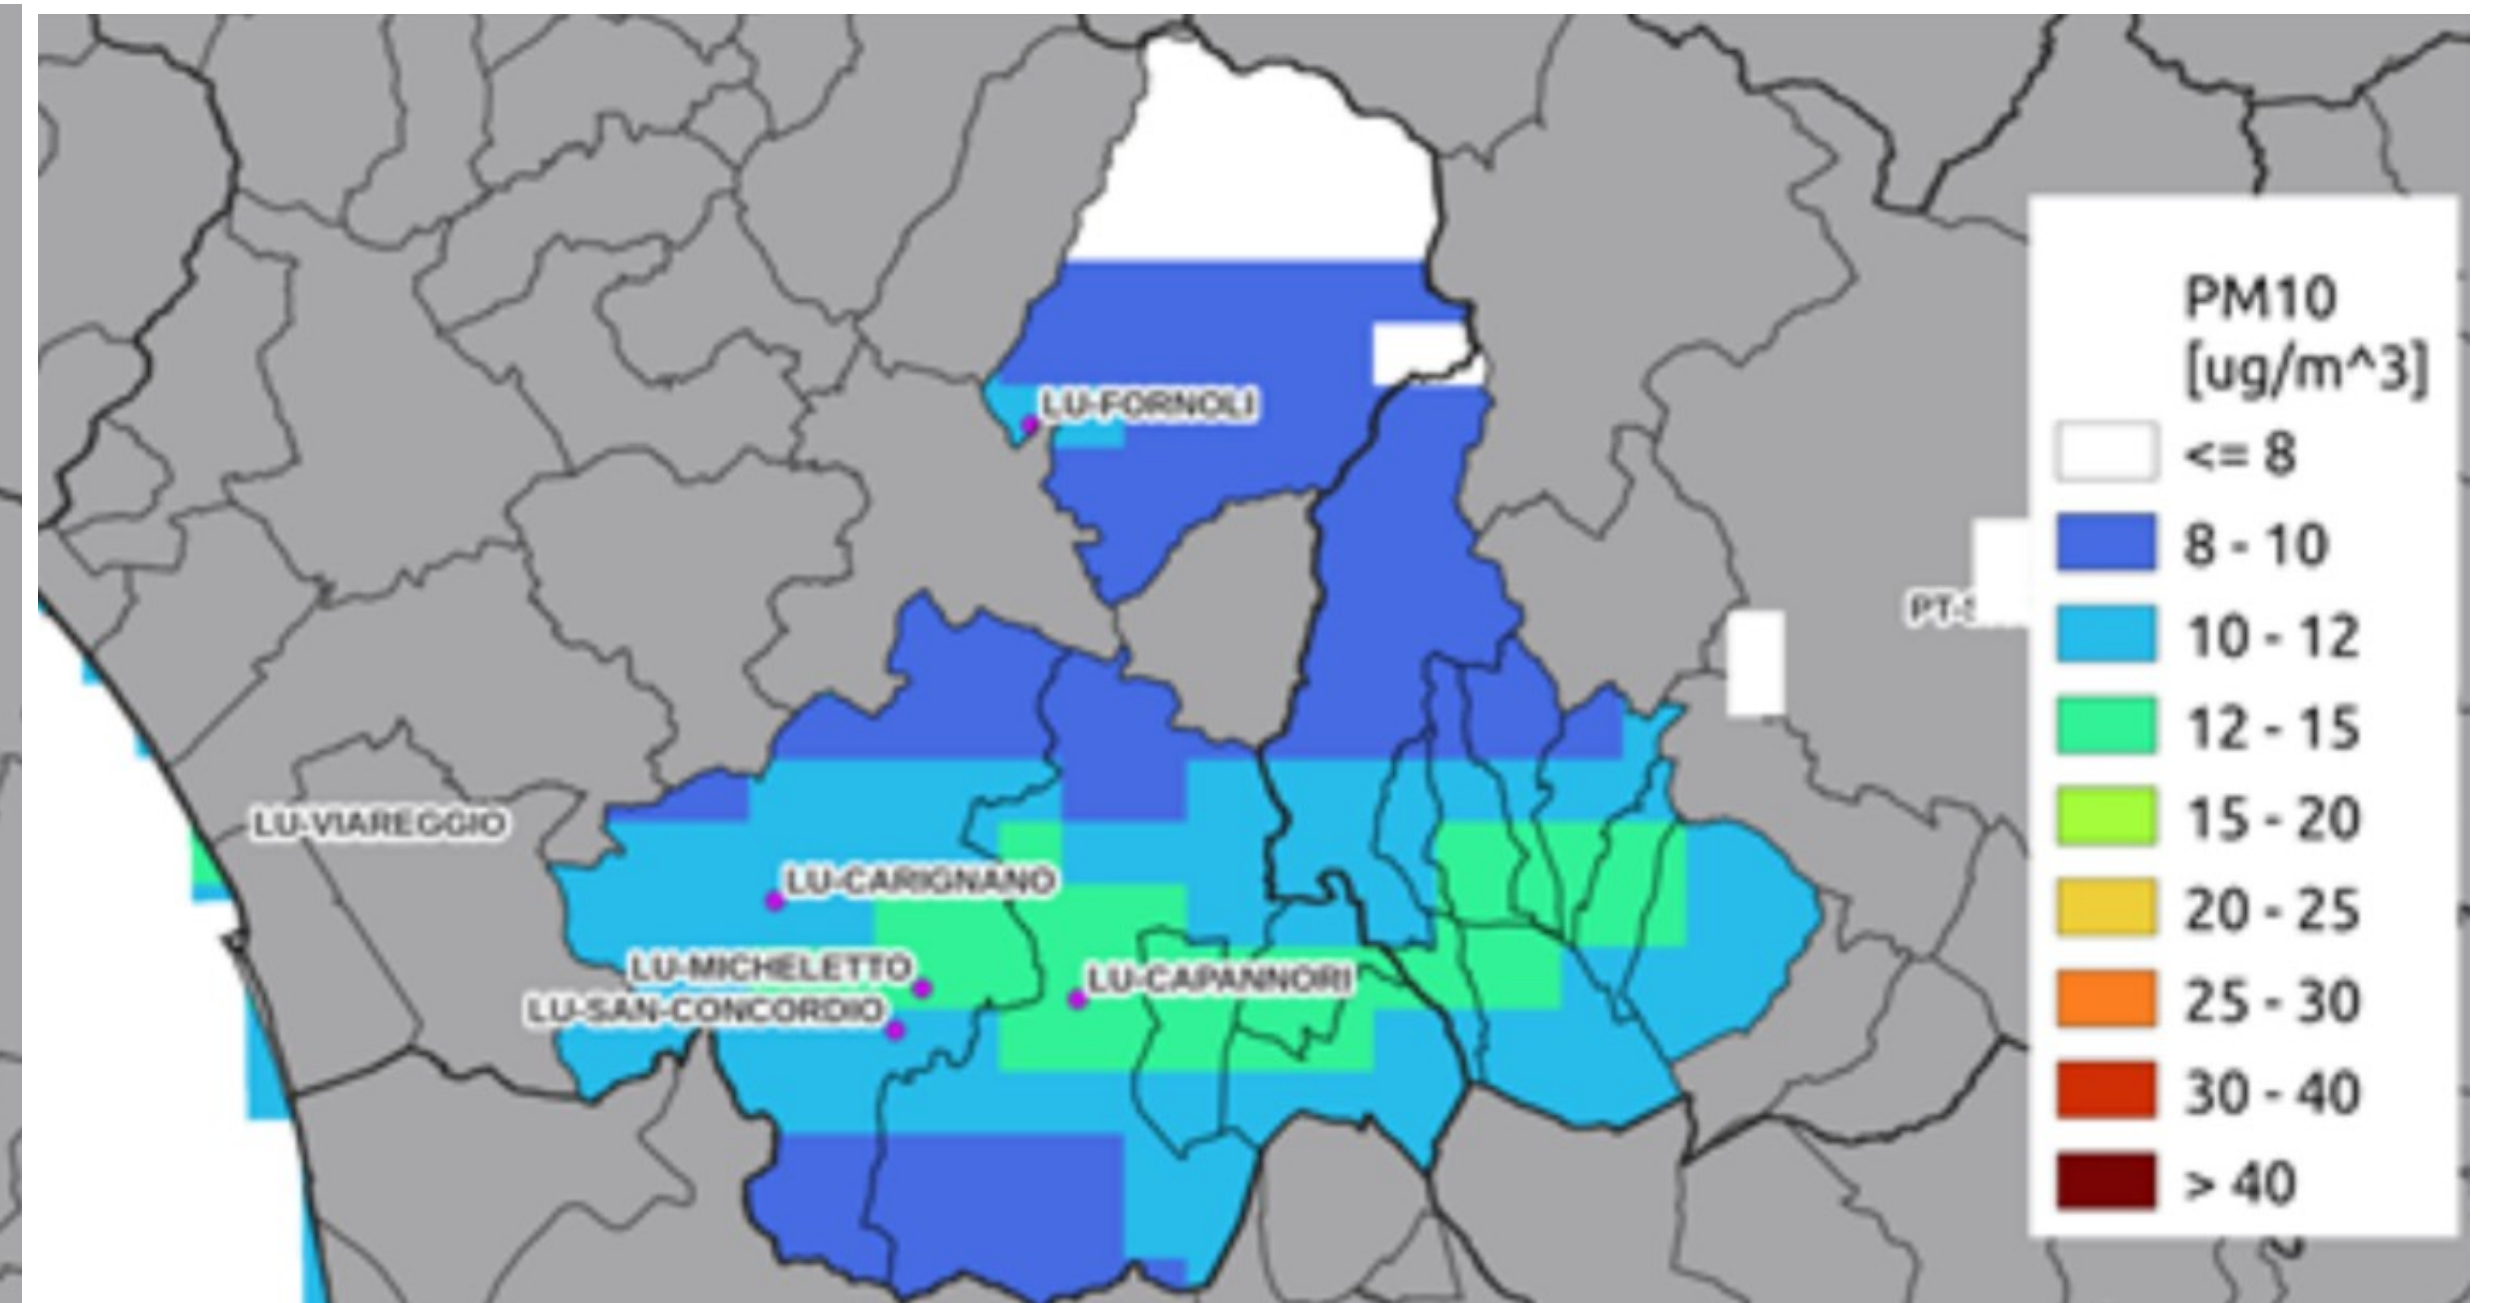 LU-FORNOLI
LU-VIAREGGIO
LU-CARIGNANO
LU-MICHELETTO
LU-CAPANNORI
LU-SAN-CONCORDIO
PM10
[ug/m^3]
<= 8
8 - 10
10 - 12
12 - 15
15 - 20
20 - 25
25 - 30
30 - 40
> 40